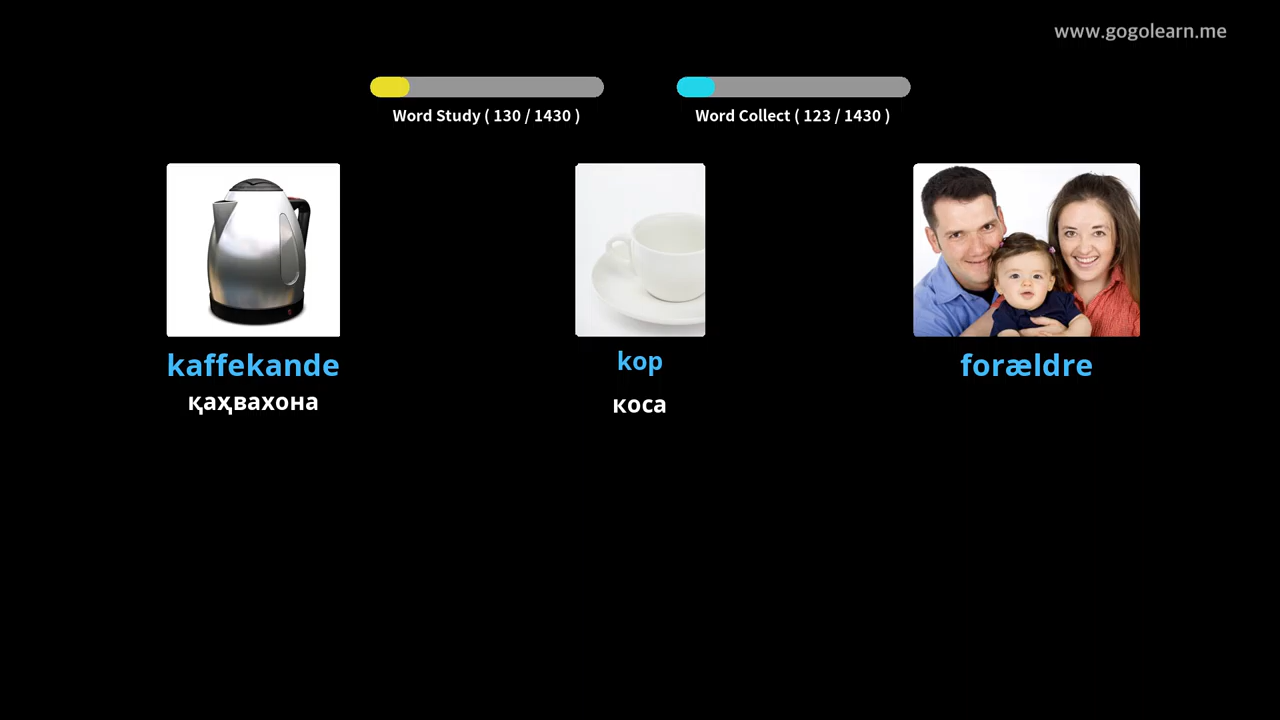 www.gogolearn.me
Word Study ( 130 / 1430 )
Word Collect ( 123 / 1430 )
kaffekande
қаҳвахона
kop
коса
forældre